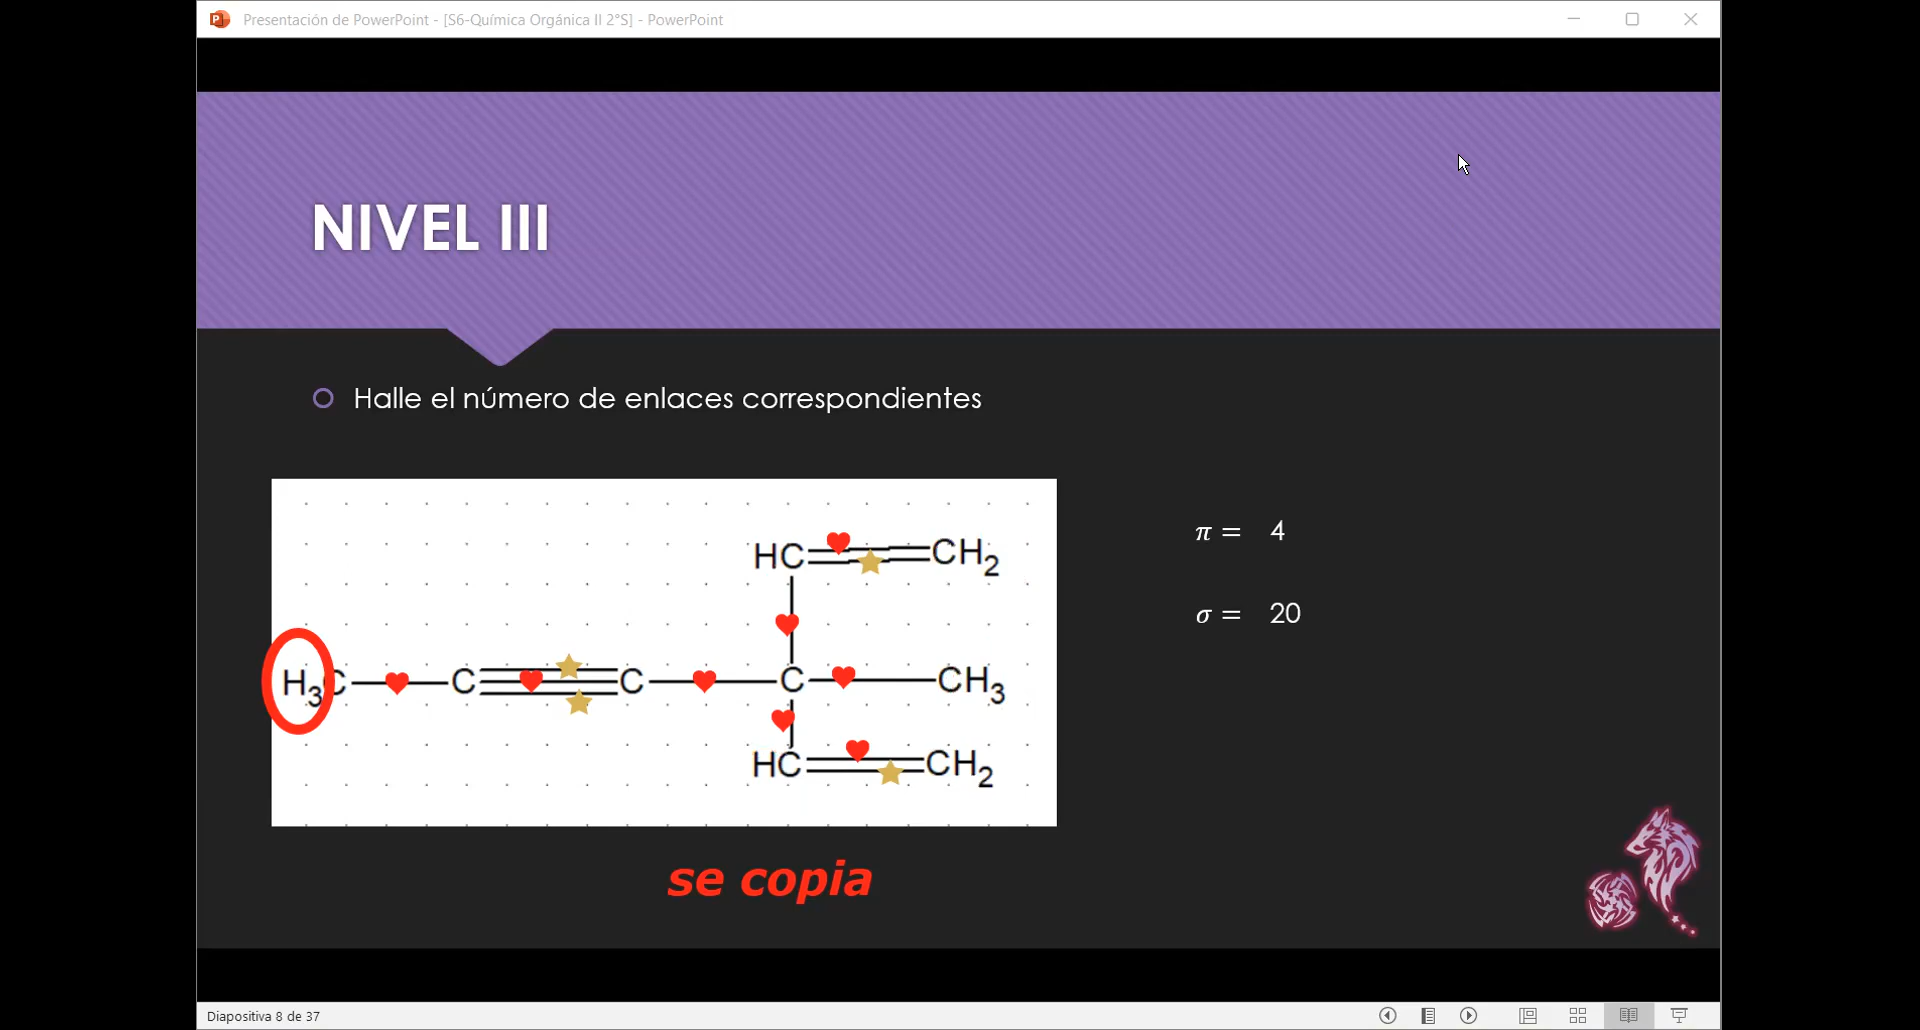 Presentación de PowerPoint - [S6-Química Orgánica II 2°S] - PowerPoint
NIVEL III
Halle el número de enlaces correspondientes
HC CH2
H3C C C C CH3
HC CH2
π = 4
σ = 20
se copia
Diapositiva 8 de 37